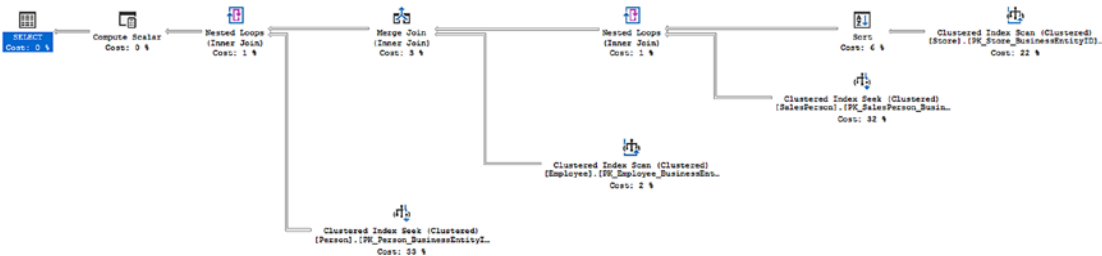 SELECT
Cost: 0 %
Compute Scalar
Cost: 0 %
Nested Loops
(Inner Join)
Cost: 1 %
Merge Join
(Inner Join)
Cost: 3 %
Nested Loops
(Inner Join)
Cost: 1 %
Sort
Cost: 6 %
Clustered Index Scan (Clustered)
[Store].[PK_Store_BusinessEntityID]…
Cost: 22 %
Clustered Index Seek (Clustered)
[SalesPerson].[PK_SalesPerson_Busin…
Cost: 32 %
Clustered Index Scan (Clustered)
[Employee].[PK_Employee_BusinessEnt…
Cost: 2 %
Clustered Index Seek (Clustered)
[Person].[PK_Person_BusinessEntityI…
Cost: 33 %